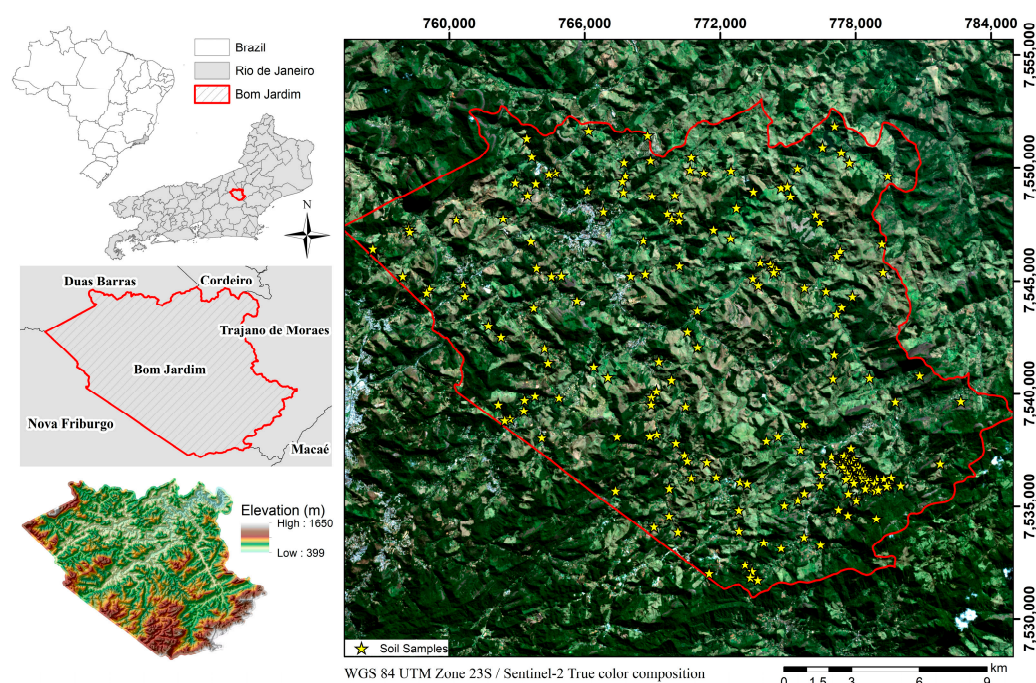 Brazil
Rio de Janeiro
Bom Jardim
N
Duas Barras
Cordeiro
Trajano de Moraes
Bom Jardim
Nova Friburgo
Macaé
Elevation (m)
High : 1650
Low : 399
760,000 766,000 772,000 778,000 784,000
7,555,000
7,550,000
7,545,000
7,540,000
7,535,000
7,530,000
Soil Samples
WGS 84 UTM Zone 23S / Sentinel-2 True color composition
km
0 1,5 3 6 9